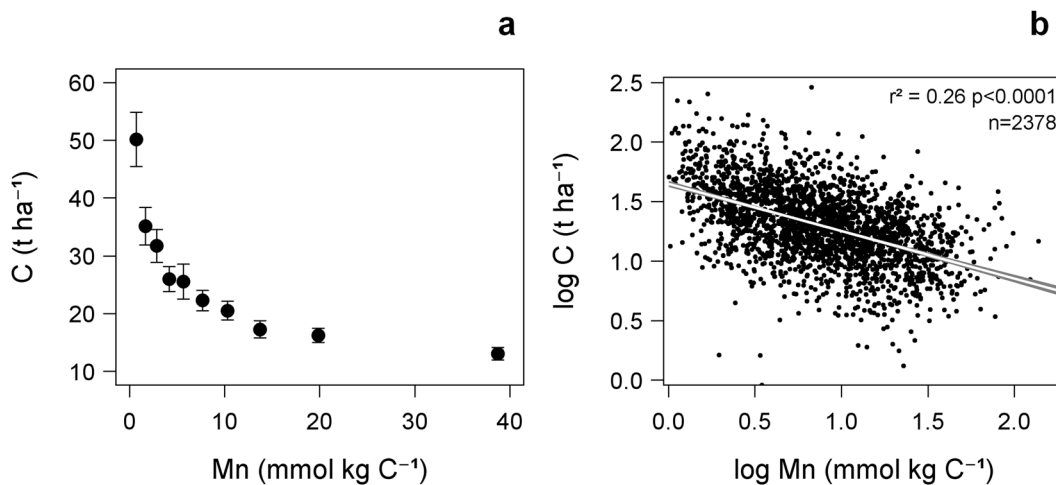 a
60
50
40
30
20
10
C (t ha⁻¹)
0 10 20 30 40
Mn (mmol kg C⁻¹)
b
r² = 0.26 p<0.0001
n=2378
2.5
2.0
1.5
1.0
0.5
0.0
log C (t ha⁻¹)
0.0 0.5 1.0 1.5 2.0
log Mn (mmol kg C⁻¹)